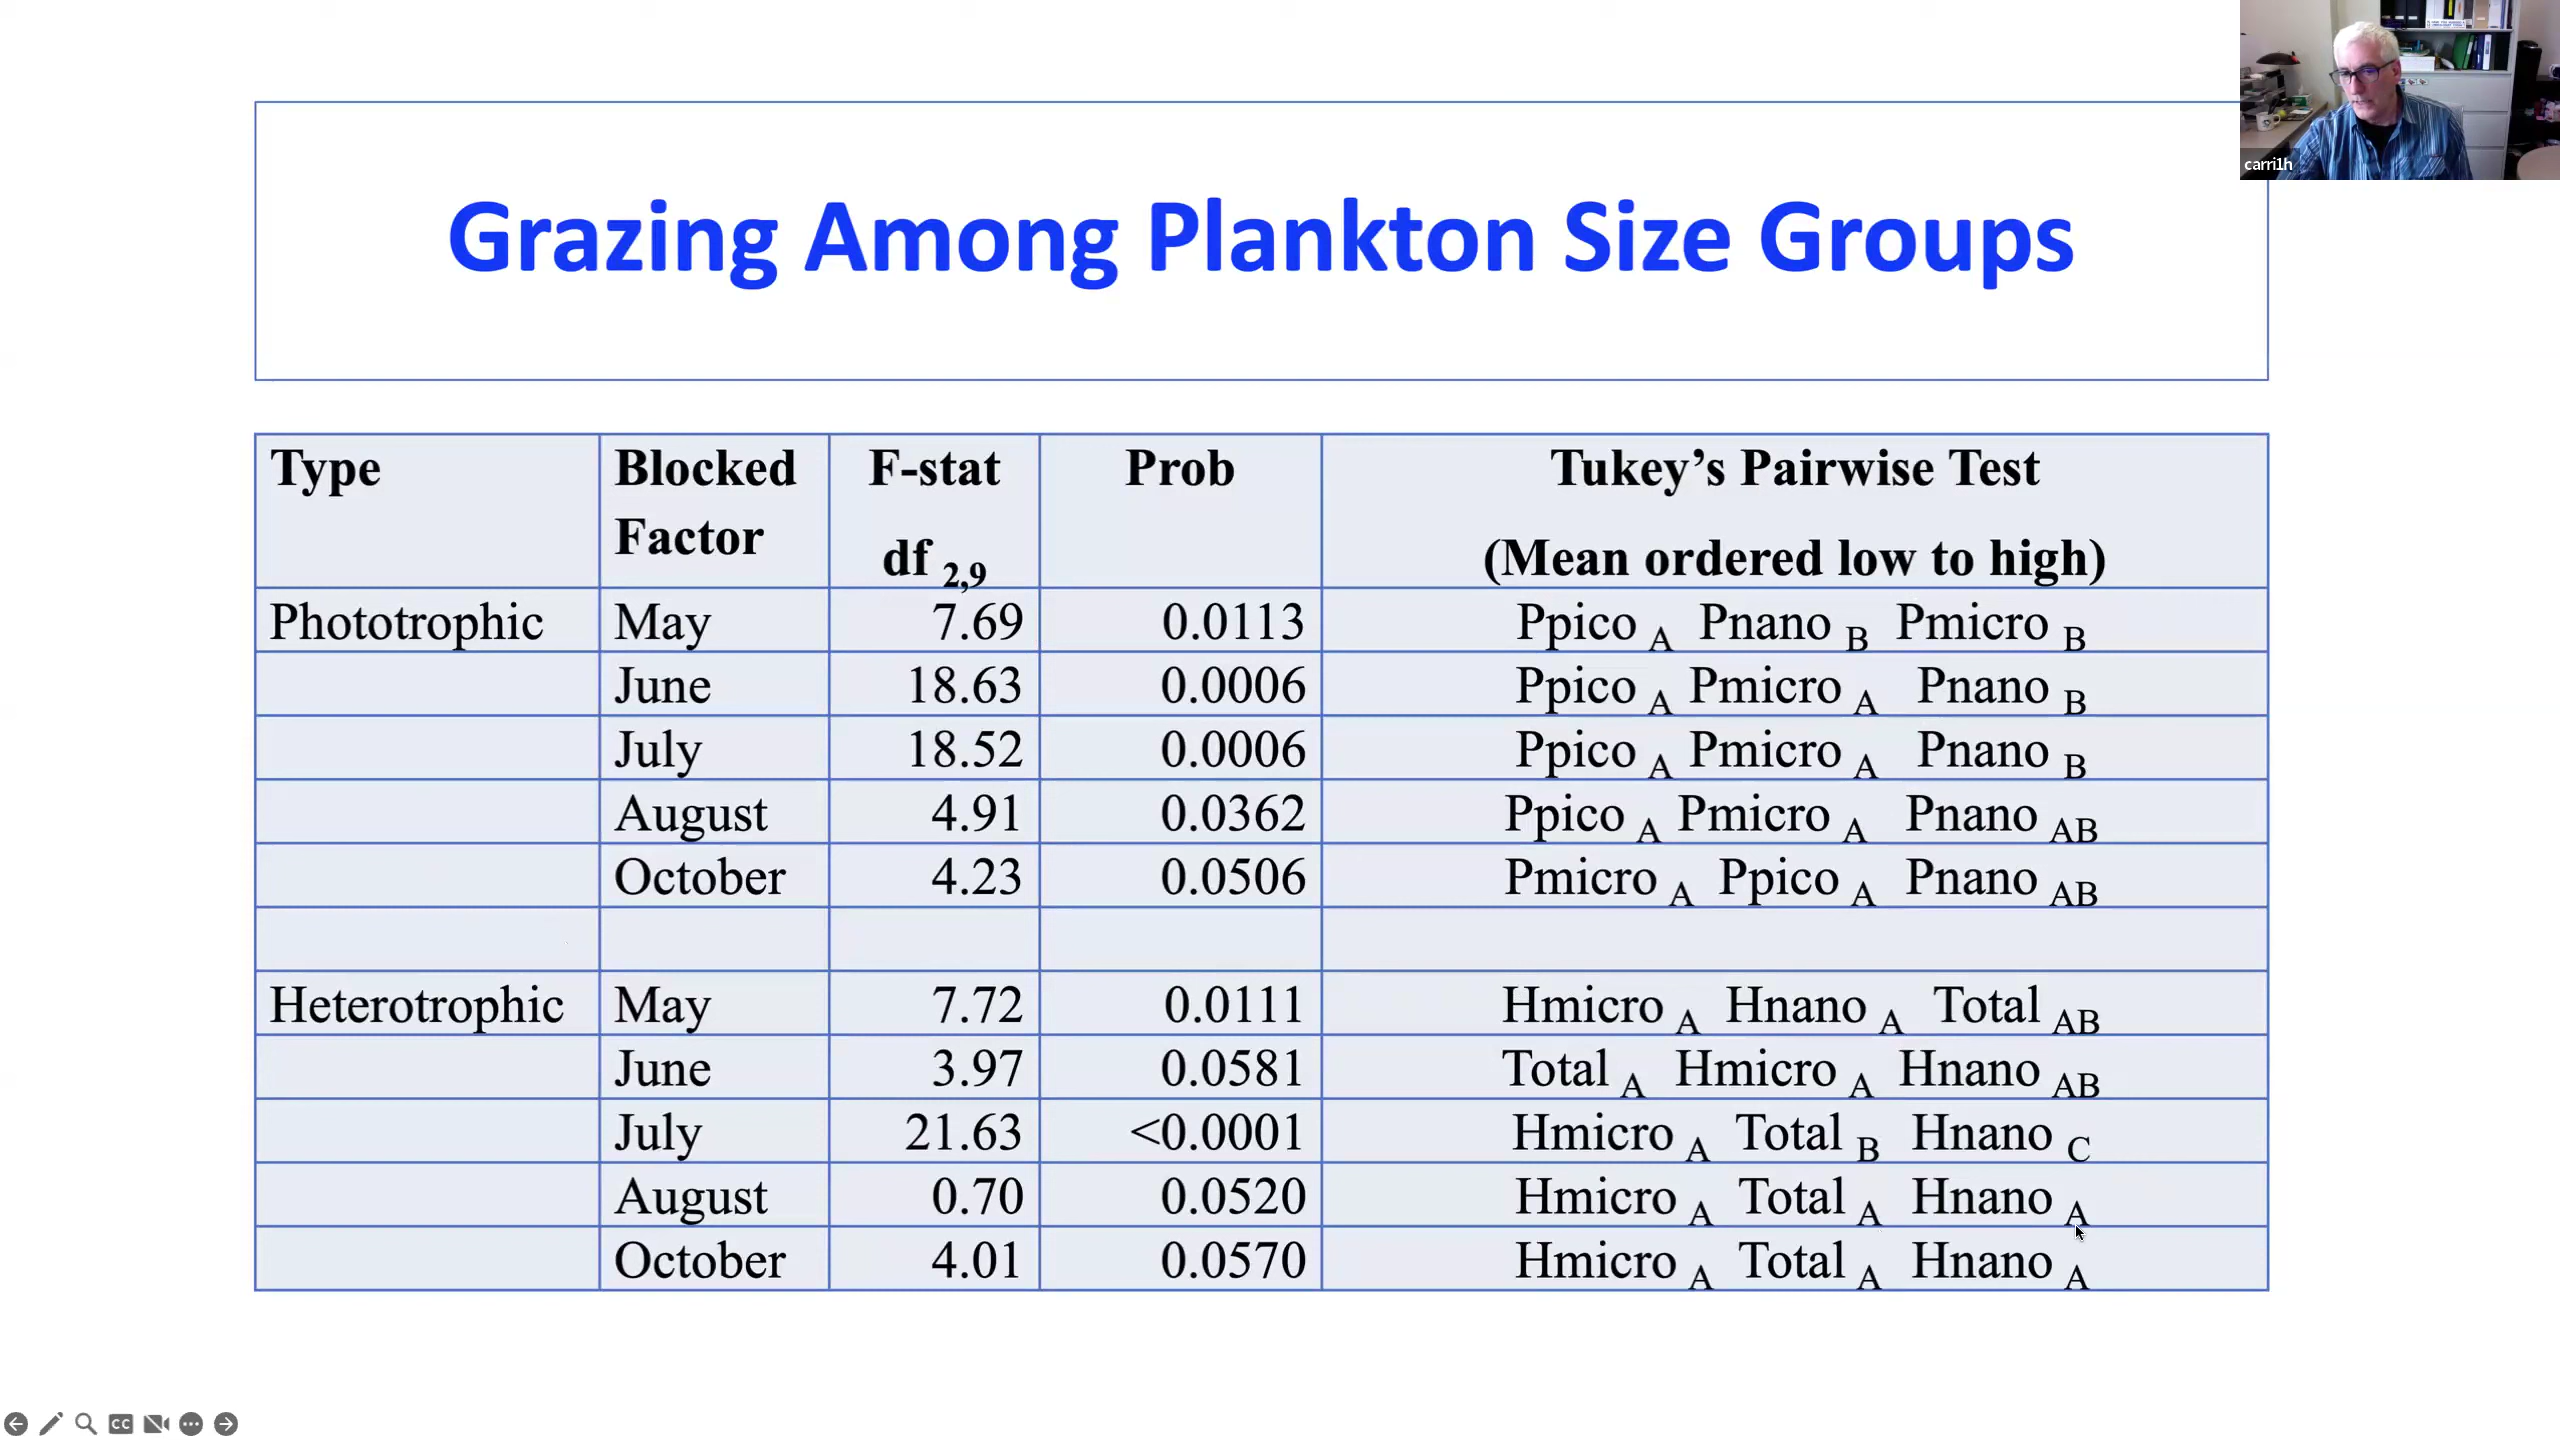 carri1h
Grazing Among Plankton Size Groups
Type Blocked Factor F-stat df 2,9 Prob Tukey’s Pairwise Test (Mean ordered low to high)
Phototrophic May 7.69 0.0113 Ppico A Pnano B Pmicro B
June 18.63 0.0006 Ppico A Pmicro A Pnano B
July 18.52 0.0006 Ppico A Pmicro A Pnano B
August 4.91 0.0362 Ppico A Pmicro A Pnano AB
October 4.23 0.0506 Pmicro A Ppico A Pnano AB
Heterotrophic May 7.72 0.0111 Hmicro A Hnano A Total AB
June 3.97 0.0581 Total A Hmicro A Hnano AB
July 21.63 <0.0001 Hmicro A Total B Hnano C
August 0.70 0.0520 Hmicro A Total A Hnano A
October 4.01 0.0570 Hmicro A Total A Hnano A
CC